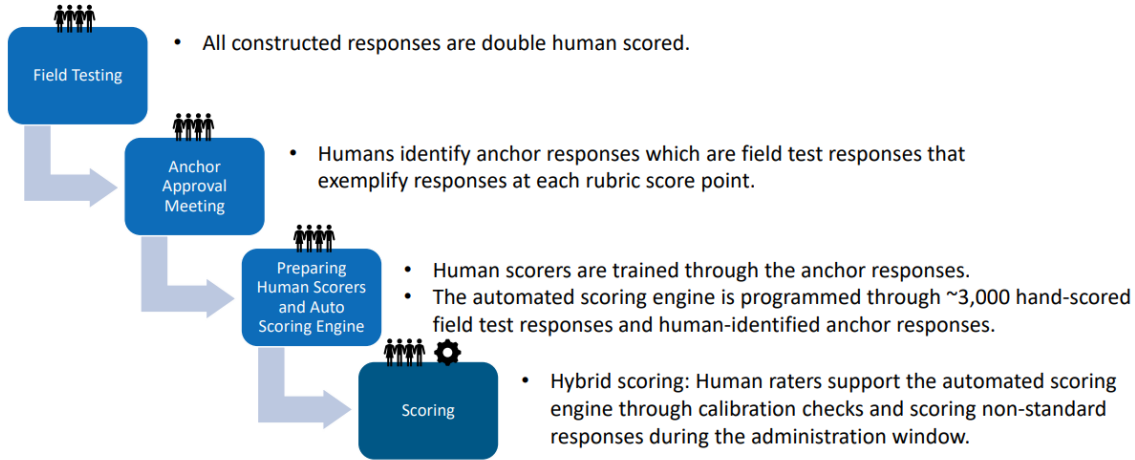 Field Testing
• All constructed responses are double human scored.
Anchor
Approval
Meeting
• Humans identify anchor responses which are field test responses that
exemplify responses at each rubric score point.
Preparing
Human Scorers
and Auto
Scoring Engine
• Human scorers are trained through the anchor responses.
• The automated scoring engine is programmed through ~3,000 hand-scored
field test responses and human-identified anchor responses.
Scoring
• Hybrid scoring: Human raters support the automated scoring
engine through calibration checks and scoring non-standard
responses during the administration window.